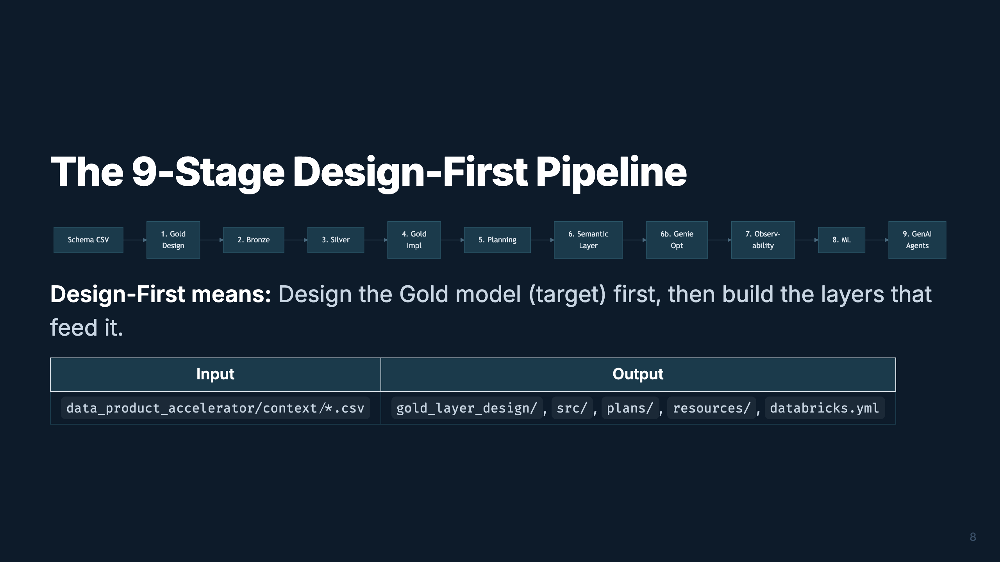 The 9-Stage Design-First Pipeline
Schema CSV
1. Gold
Design
2. Bronze
3. Silver
4. Gold
Impl
5. Planning
6. Semantic
Layer
6b. Genie
Opt
7. Observ-
ability
8. ML
9. GenAI
Agents
Design-First means: Design the Gold model (target) first, then build the layers that
feed it.
Input
Output
data_product_accelerator/context/*.csv
gold_layer_design/, src/, plans/, resources/, databricks.yml
8